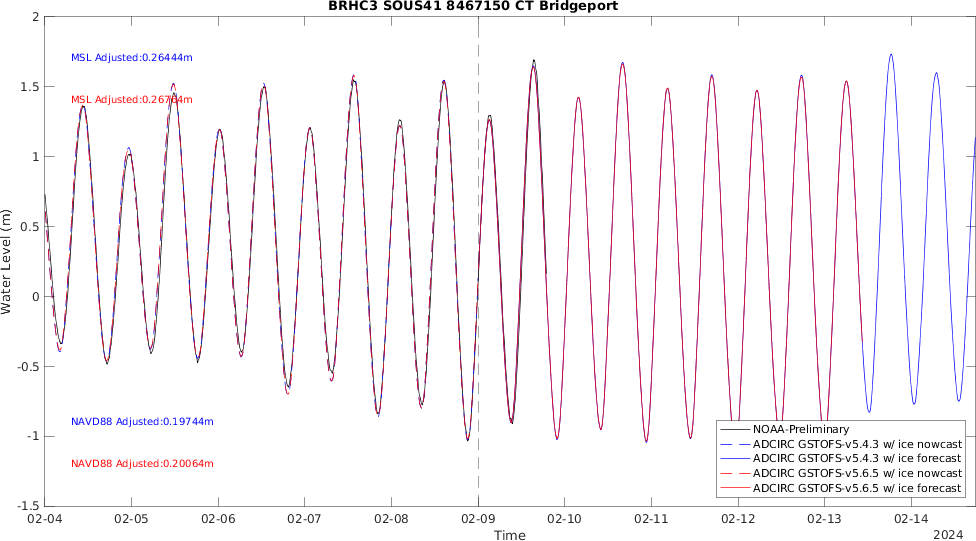 BRHC3 SOUS41 8467150 CT Bridgeport
Water Level (m)
2
1.5
1
0.5
0
-0.5
-1
-1.5
MSL Adjusted:0.26444m
MSL Adjusted:0.26764m
NAVD88 Adjusted:0.19744m
NAVD88 Adjusted:0.20064m
NOAA-Preliminary
ADCIRC GSTOFS-v5.4.3 w/ ice nowcast
ADCIRC GSTOFS-v5.4.3 w/ ice forecast
ADCIRC GSTOFS-v5.6.5 w/ ice nowcast
ADCIRC GSTOFS-v5.6.5 w/ ice forecast
02-04 02-05 02-06 02-07 02-08 02-09 02-10 02-11 02-12 02-13 02-14
Time
2024